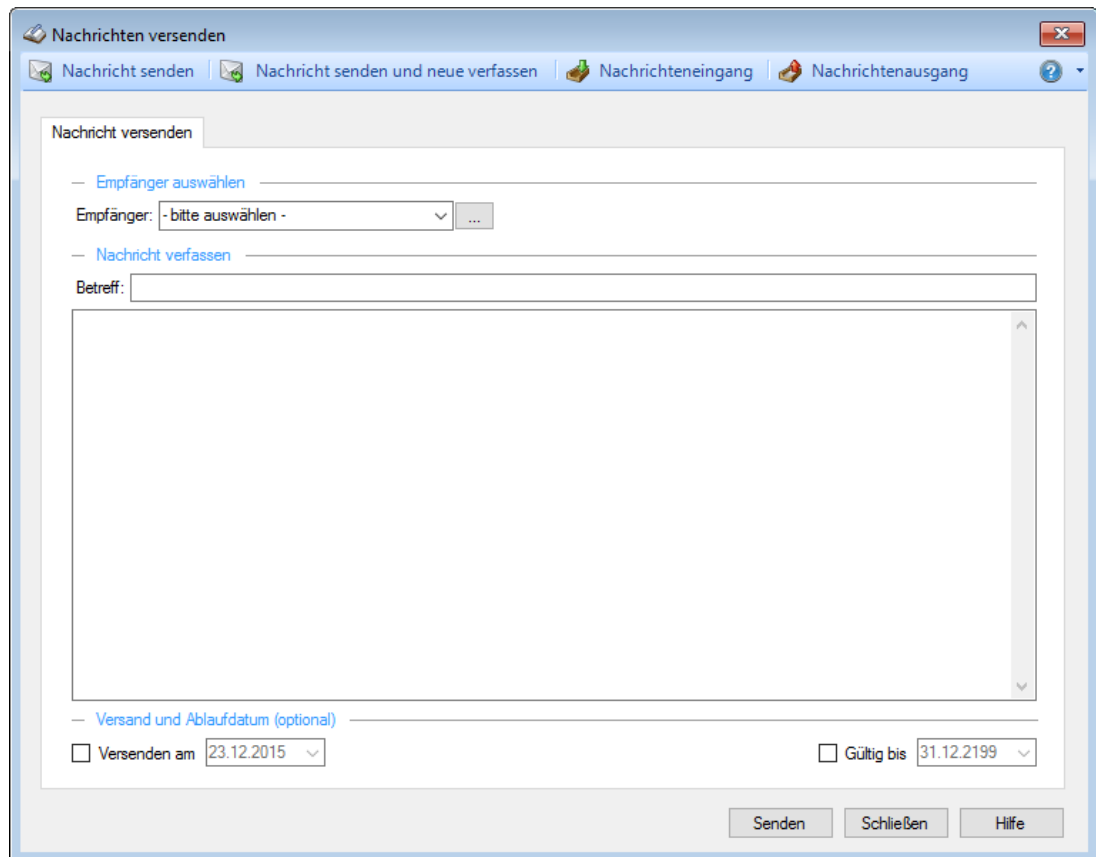 Nachrichten versenden
Nachricht senden Nachricht senden und neue verfassen Nachrichteneingang Nachrichtenausgang
Nachricht versenden
Empfänger auswählen
Empfänger: - bitte auswählen - ...
Nachricht verfassen
Betreff:
Versand und Ablaufdatum (optional)
Versenden am 23.12.2015 Gültig bis 31.12.2199
Senden Schließen Hilfe